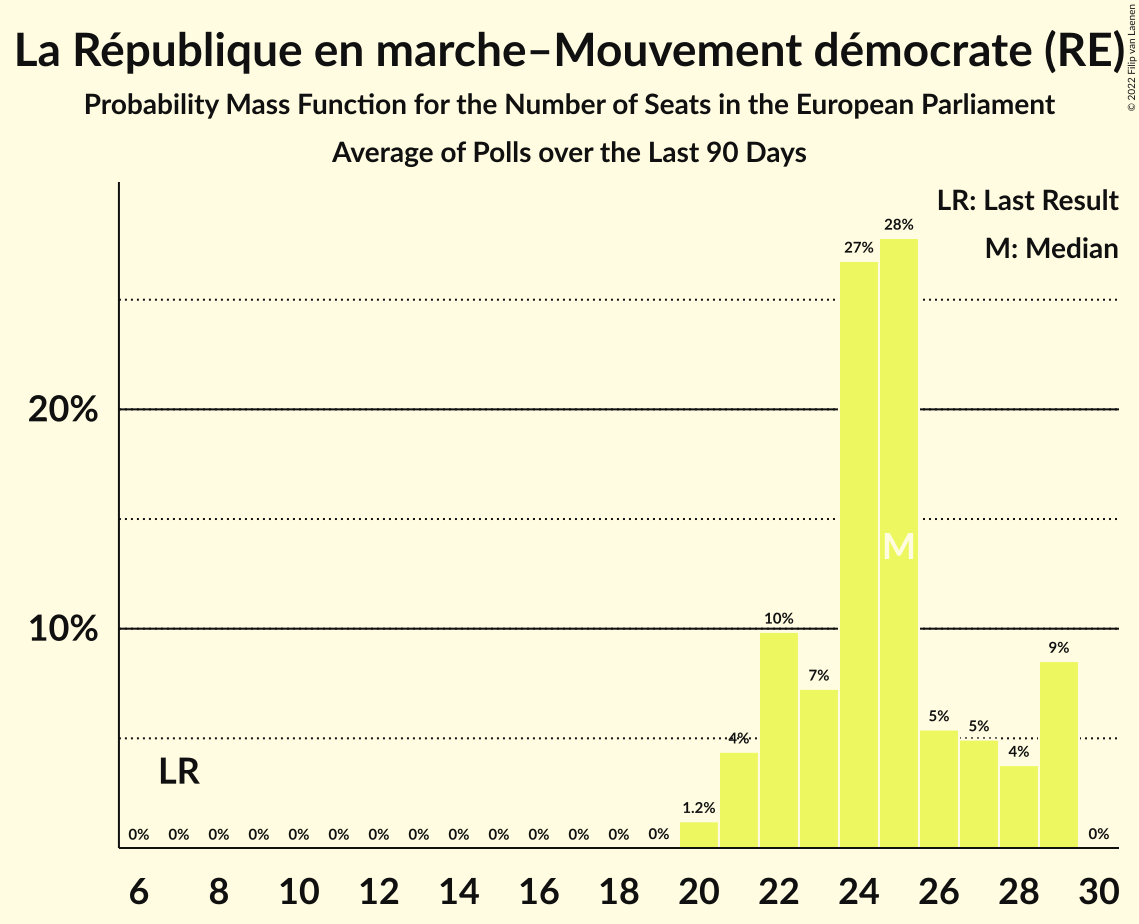 La République en marche–Mouvement démocrate (RE)
© 2022 Filip van Laenen
Probability Mass Function for the Number of Seats in the European Parliament
Average of Polls over the Last 90 Days
LR: Last Result
M: Median
28%
27%
20%
M
10%
10%
7%
9%
5%
5%
4%
4%
LR
1.2%
0% 0% 0% 0% 0% 0% 0% 0% 0% 0% 0% 0% 0% 0% 0%
6 8 10 12 14 16 18 20 22 24 26 28 30